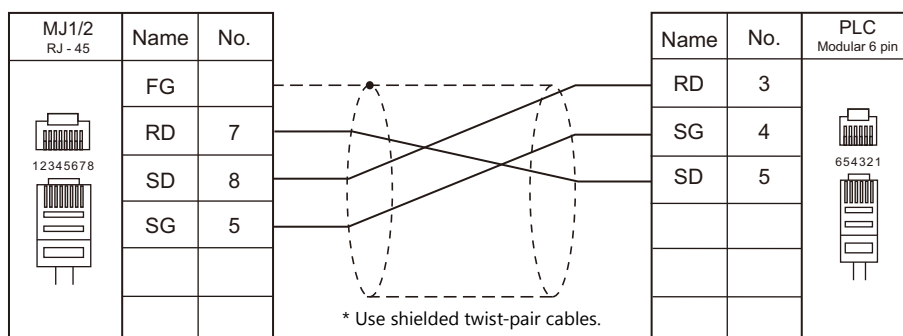 MJ1/2 Name No. Name No. PLC
RJ - 45 Modular 6 pin
FG RD 3
RD 7 SG 4
12345678 654321
SD 8 SD 5
SG 5
* Use shielded twist-pair cables.